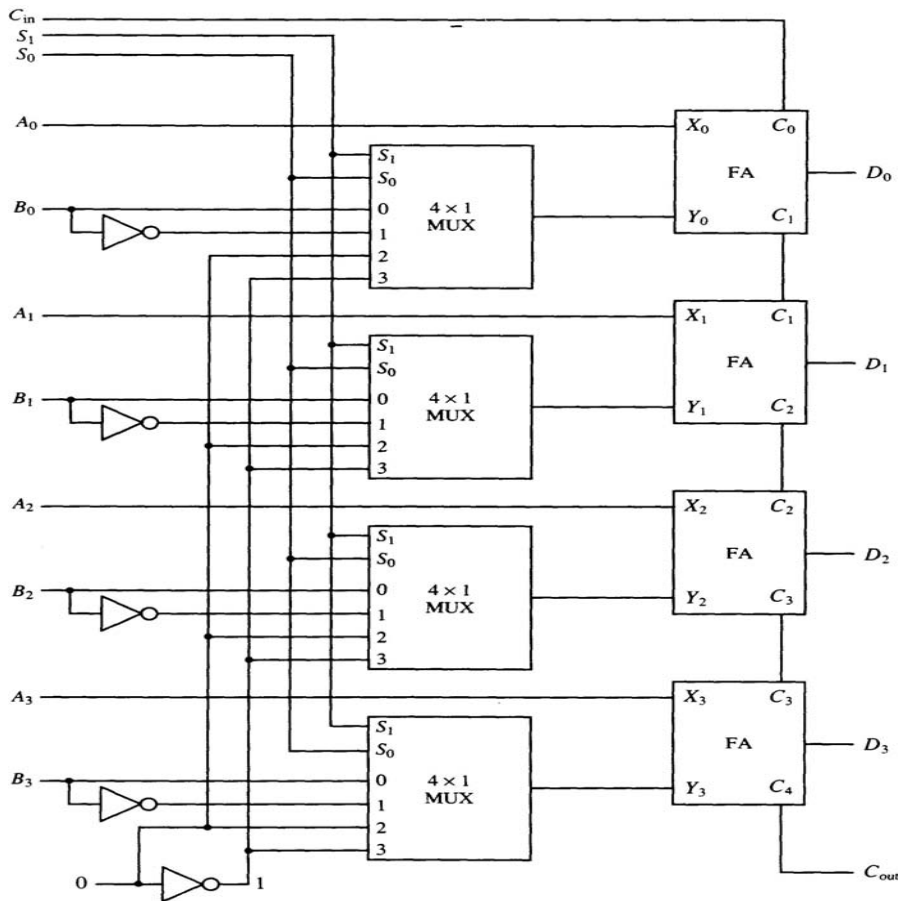 C_in
S_1
S_0
A_0
X_0 C_0
S_1
S_0
FA
D_0
B_0
0
4 × 1
MUX
Y_0 C_1
1
2
3
A_1
X_1 C_1
S_1
S_0
FA
D_1
B_1
0
4 × 1
MUX
Y_1 C_2
1
2
3
A_2
X_2 C_2
S_1
S_0
FA
D_2
B_2
0
4 × 1
MUX
Y_2 C_3
1
2
3
A_3
X_3 C_3
S_1
S_0
FA
D_3
B_3
0
4 × 1
MUX
Y_3 C_4
1
2
3
0 1
C_out